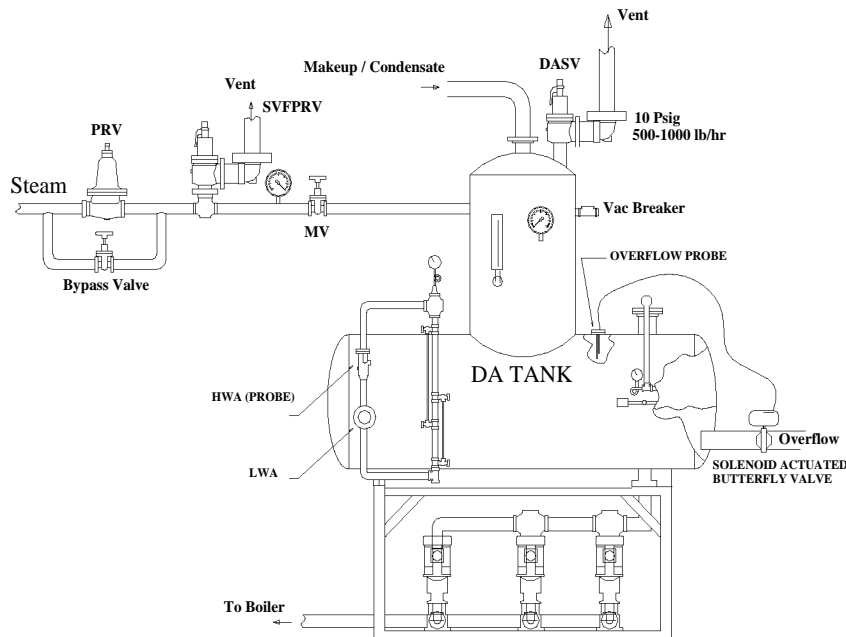 Vent
Makeup / Condensate
DASV
Vent
SVFPRV
10 Psig
500-1000 lb/hr
PRV
Steam
MV
Vac Breaker
Bypass Valve
OVERFLOW PROBE
DA TANK
HWA (PROBE)
LWA
Overflow
SOLENOID ACTUATED
BUTTERFLY VALVE
To Boiler